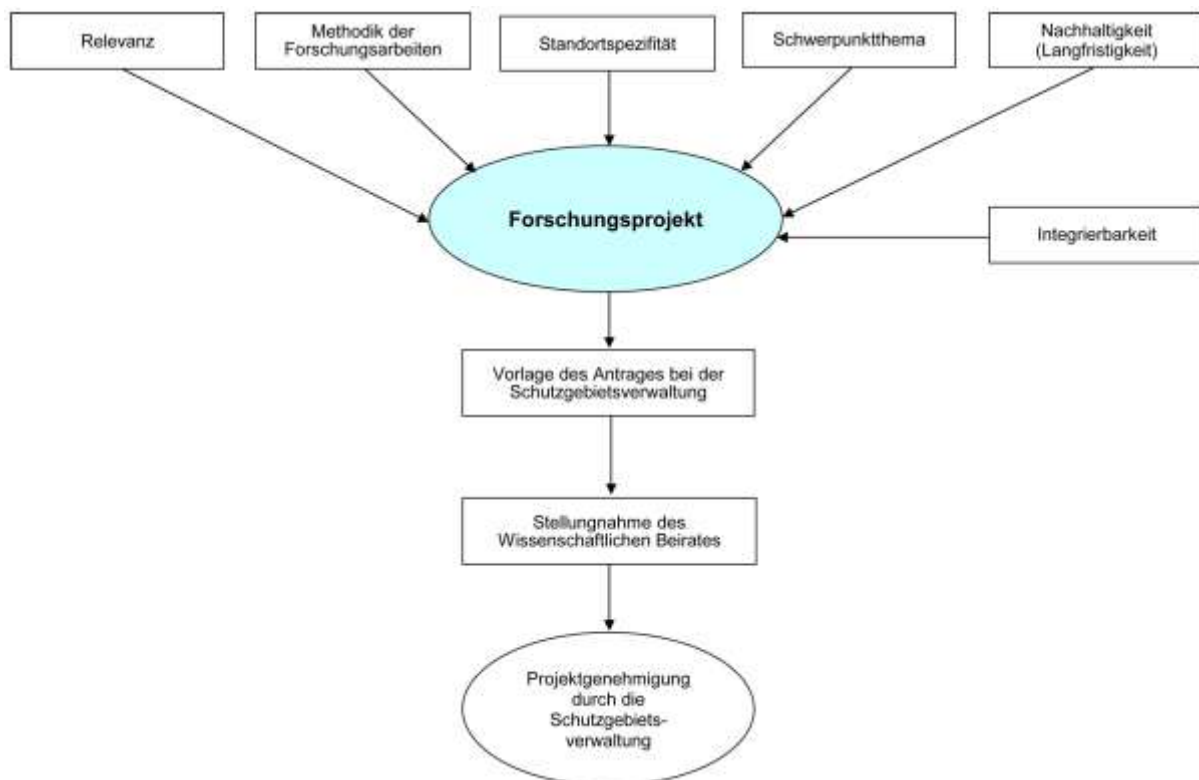 Relevanz
Methodik der
Forschungsarbeiten
Standortspezifität
Schwerpunktthema
Nachhaltigkeit
(Langfristigkeit)
Forschungsprojekt
Integrierbarkeit
Vorlage des Antrages bei der
Schutzgebietsverwaltung
Stellungnahme des
Wissenschaftlichen Beirates
Projektgenehmigung
durch die
Schutzgebiets-
verwaltung